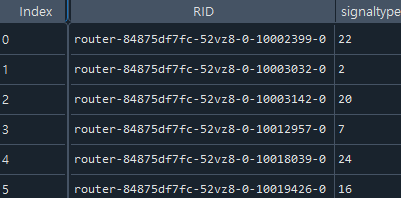 Index RID signaltype
0 router-84875df7fc-52vz8-0-10002399-0 22
1 router-84875df7fc-52vz8-0-10003032-0 2
2 router-84875df7fc-52vz8-0-10003142-0 20
3 router-84875df7fc-52vz8-0-10012957-0 7
4 router-84875df7fc-52vz8-0-10018039-0 24
5 router-84875df7fc-52vz8-0-10019426-0 16